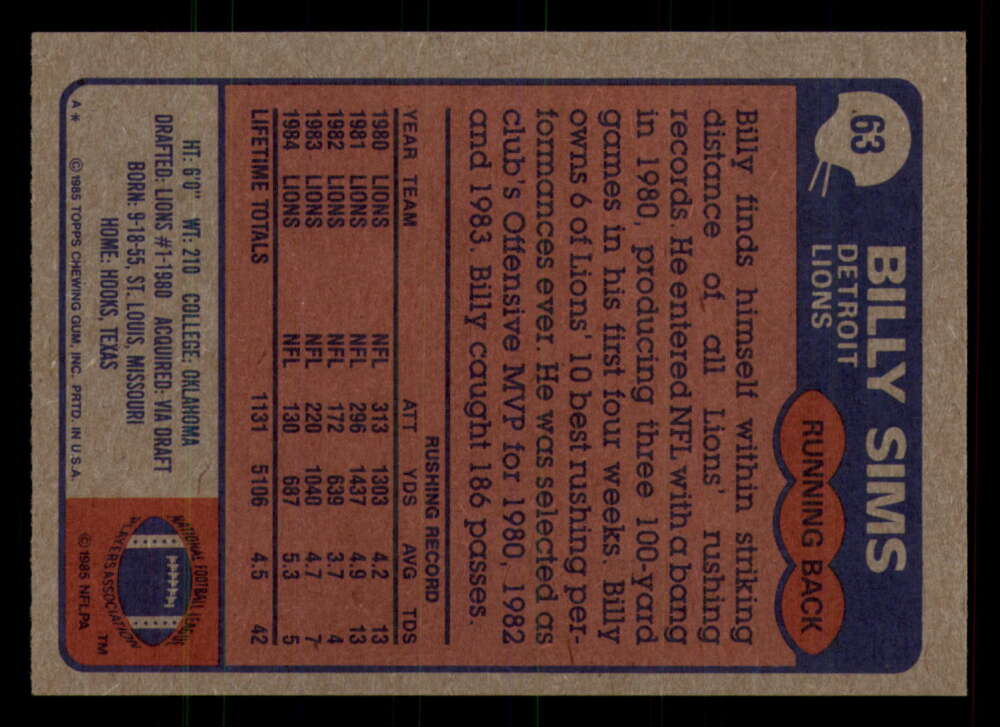 63
BILLY SIMS
DETROIT
LIONS
RUNNING BACK
Billy finds himself within striking
distance of all Lions' rushing
records. He entered NFL with a bang
in 1980, producing three 100-yard
games in his first four weeks. Billy
owns 6 of Lions' 10 best rushing per-
formances ever. He was selected as
club's Offensive MVP for 1980, 1982
and 1983. Billy caught 186 passes.
RUSHING RECORD
YEAR TEAM ATT YDS AVG TDS
1980 LIONS NFL 313 1303 4.2 13
1981 LIONS NFL 296 1437 4.9 13
1982 LIONS NFL 172 639 3.7 4
1983 LIONS NFL 220 1040 4.7 7
1984 LIONS NFL 130 687 5.3 5
LIFETIME TOTALS 1131 5106 4.5 42
HT: 6'0" WT: 210 COLLEGE: OKLAHOMA
DRAFTED: LIONS #1-1980 ACQUIRED: VIA DRAFT
BORN: 9-18-55, ST. LOUIS, MISSOURI
HOME: HOOKS, TEXAS
NATIONAL FOOTBALL LEAGUE
PLAYERS ASSOCIATION
TM
© 1985 NFLPA
A* © 1985 TOPPS CHEWING GUM, INC. PRTD. IN U.S.A.